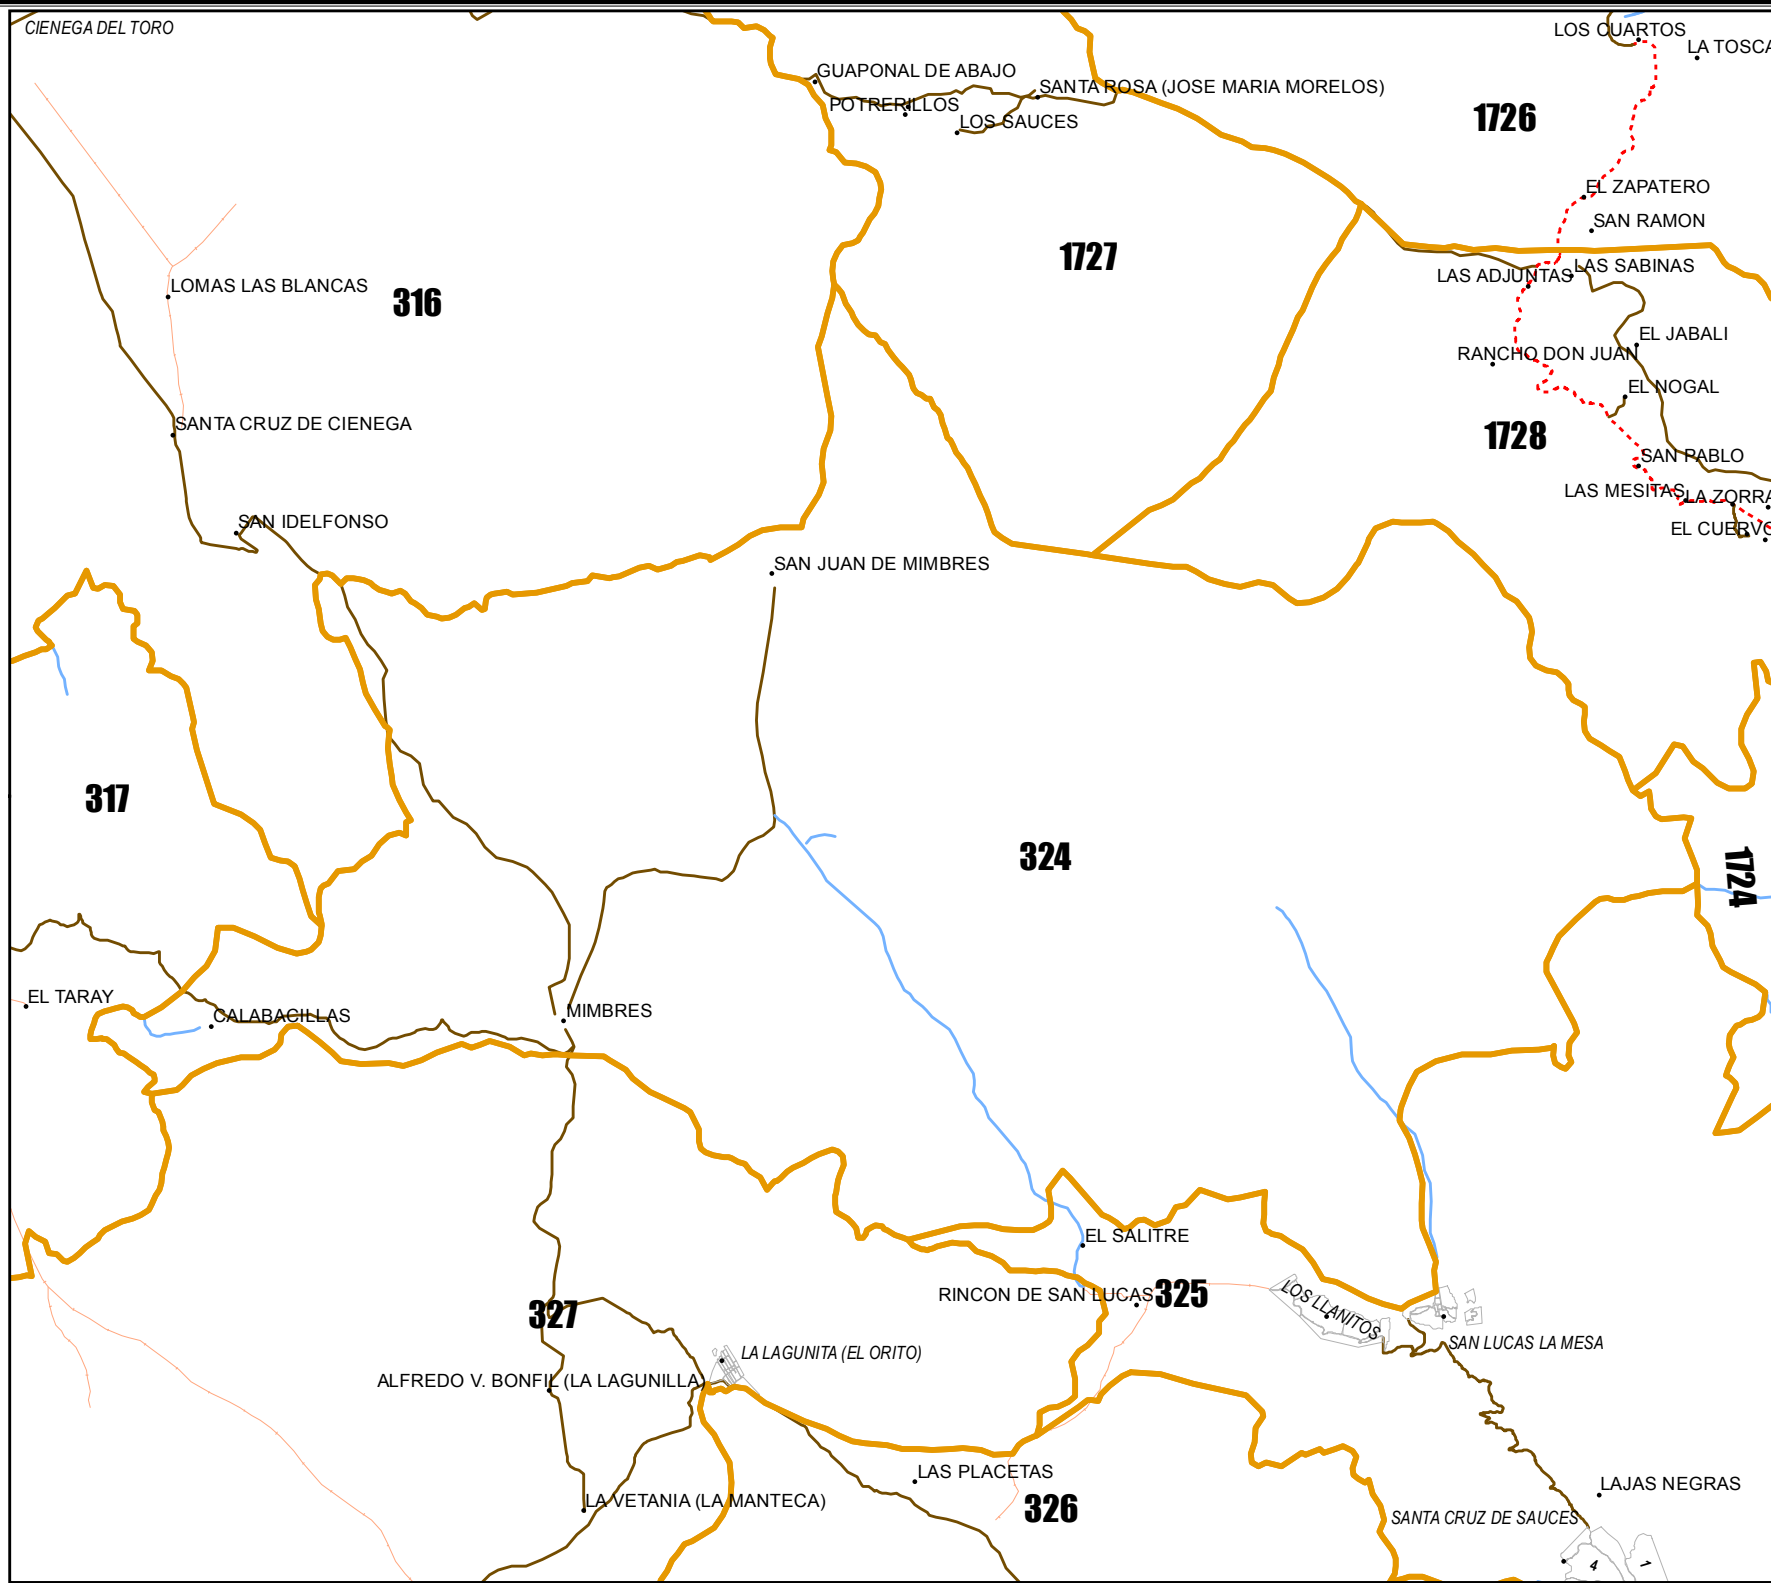 CIENEGA DEL TORO
LOS CUARTOS
LA TOSCA
GUAPONAL DE ABAJO
SANTA ROSA (JOSE MARIA MORELOS)
POTRERILLOS
LOS SAUCES
1726
EL ZAPATERO
SAN RAMON
1727
LAS ADJUNTAS
LAS SABINAS
LOMAS LAS BLANCAS
316
EL JABALI
RANCHO DON JUAN
EL NOGAL
SANTA CRUZ DE CIENEGA
1728
SAN PABLO
LAS MESITAS
LA ZORRA
SAN IDELFONSO
EL CUERVO
SAN JUAN DE MIMBRES
317
324
1724
EL TARAY
CALABACILLAS
MIMBRES
EL SALITRE
RINCON DE SAN LUCAS
325
LOS LLANITOS
327
SAN LUCAS LA MESA
LA LAGUNITA (EL ORITO)
ALFREDO V. BONFIL (LA LAGUNILLA)
LAS PLACETAS
LAJAS NEGRAS
LA VETANIA (LA MANTECA)
326
SANTA CRUZ DE SAUCES
4
1